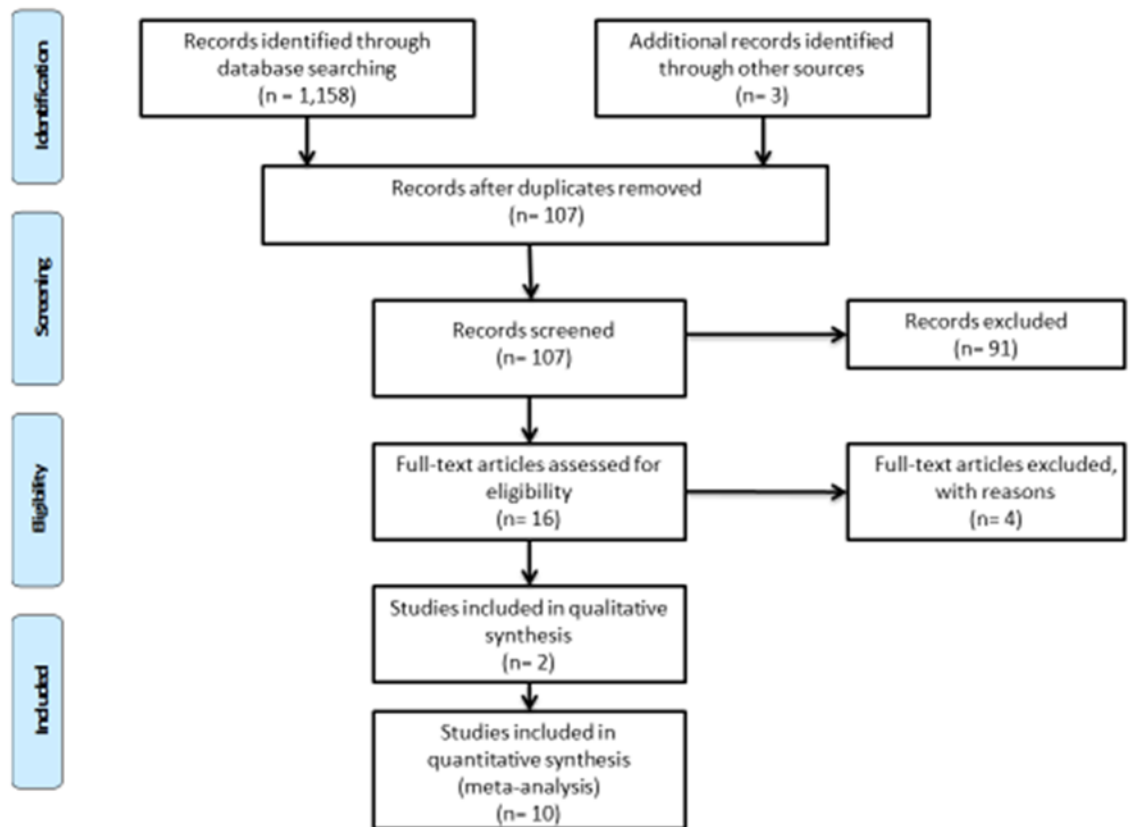 Identification
Records identified through
database searching
(n = 1,158)
Additional records identified
through other sources
(n= 3)
Records after duplicates removed
(n= 107)
Screening
Records screened
(n= 107)
Records excluded
(n= 91)
Eligibility
Full-text articles assessed for
eligibility
(n= 16)
Full-text articles excluded,
with reasons
(n= 4)
Included
Studies included in qualitative
synthesis
(n= 2)
Studies included in
quantitative synthesis
(meta-analysis)
(n= 10)